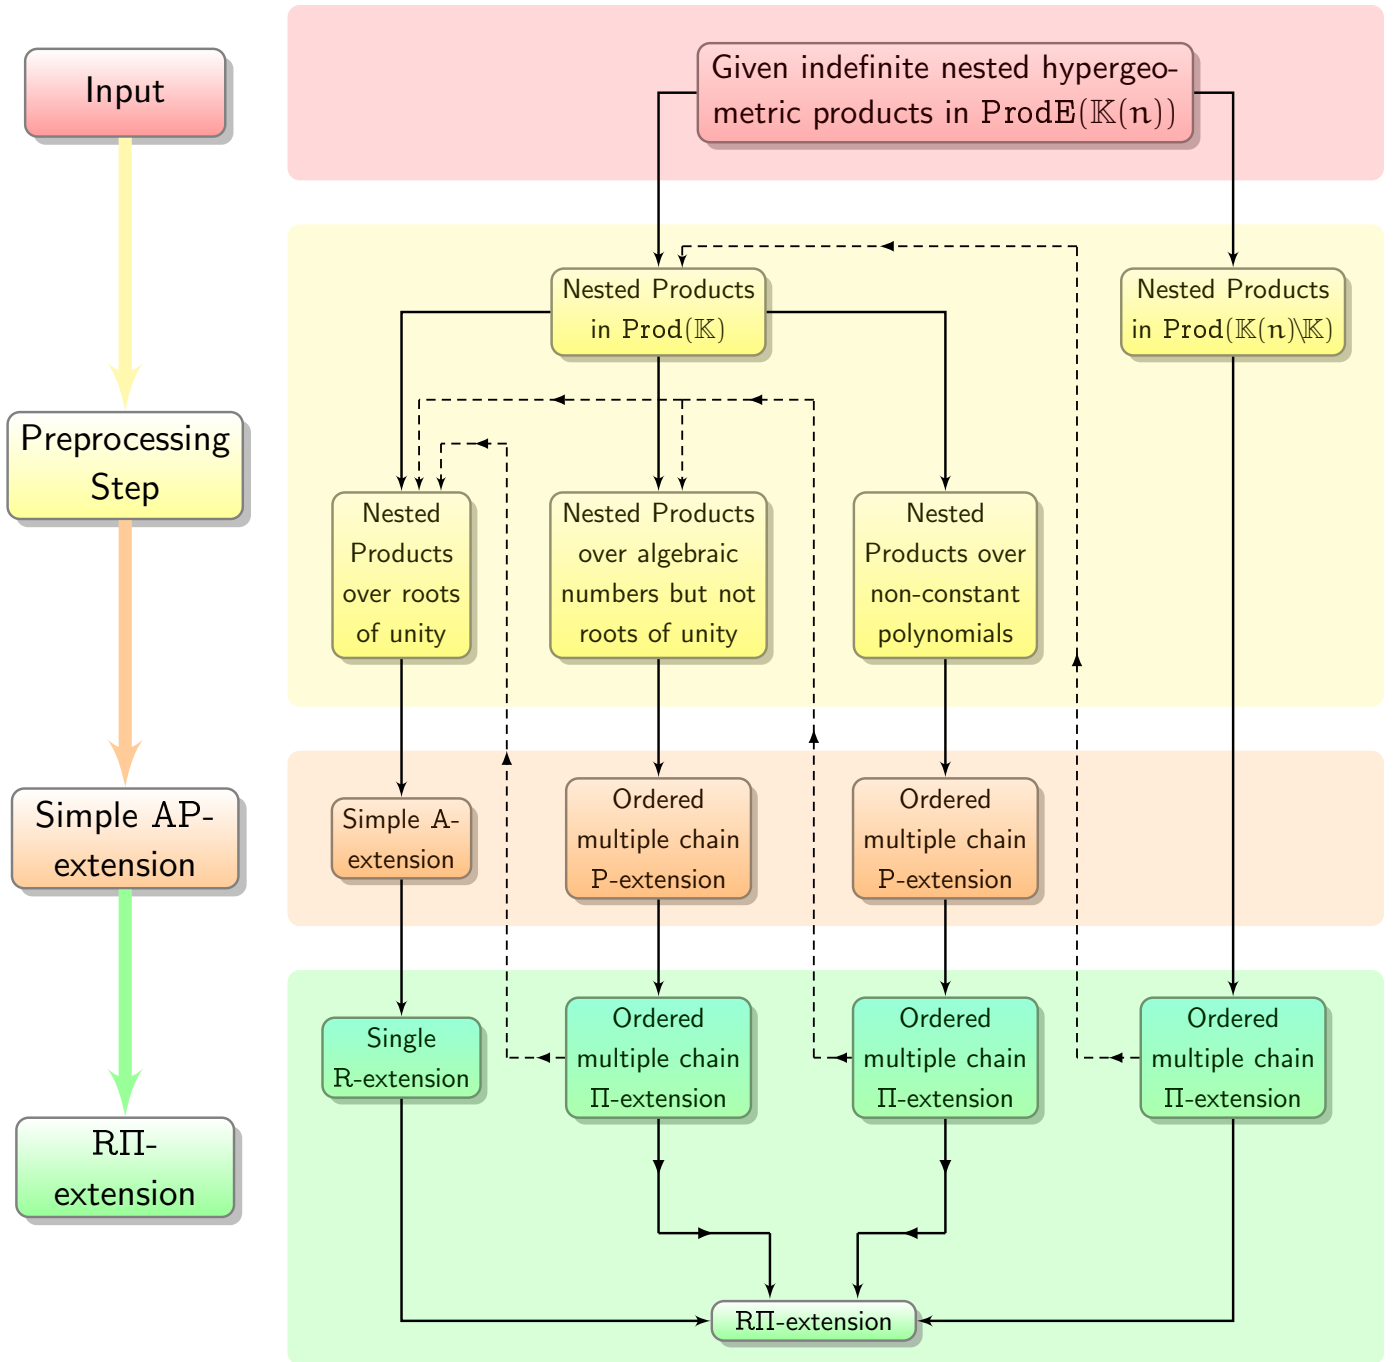 Input
Given indefinite nested hypergeo-
metric products in ProdE(𝕂(n))
Nested Products
in Prod(𝕂)
Nested Products
in Prod(𝕂(n)\𝕂)
Preprocessing
Step
Nested
Products
over roots
of unity
Nested Products
over algebraic
numbers but not
roots of unity
Nested
Products over
non-constant
polynomials
Simple AP-
extension
Simple A-
extension
Ordered
multiple chain
P-extension
Ordered
multiple chain
P-extension
RΠ-
extension
Single
R-extension
Ordered
multiple chain
Π-extension
Ordered
multiple chain
Π-extension
Ordered
multiple chain
Π-extension
RΠ-extension